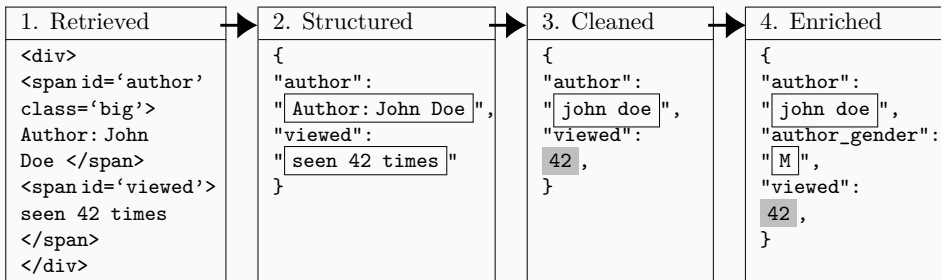 1. Retrieved
<div>
<span id=‘author’
class=‘big’>
Author: John
Doe </span>
<span id=‘viewed’>
seen 42 times
</span>
</div>
2. Structured
{
"author":
"Author: John Doe",
"viewed":
"seen 42 times"
}
3. Cleaned
{
"author":
"john doe",
"viewed":
42,
}
4. Enriched
{
"author":
"john doe",
"author_gender":
"M",
"viewed":
42,
}